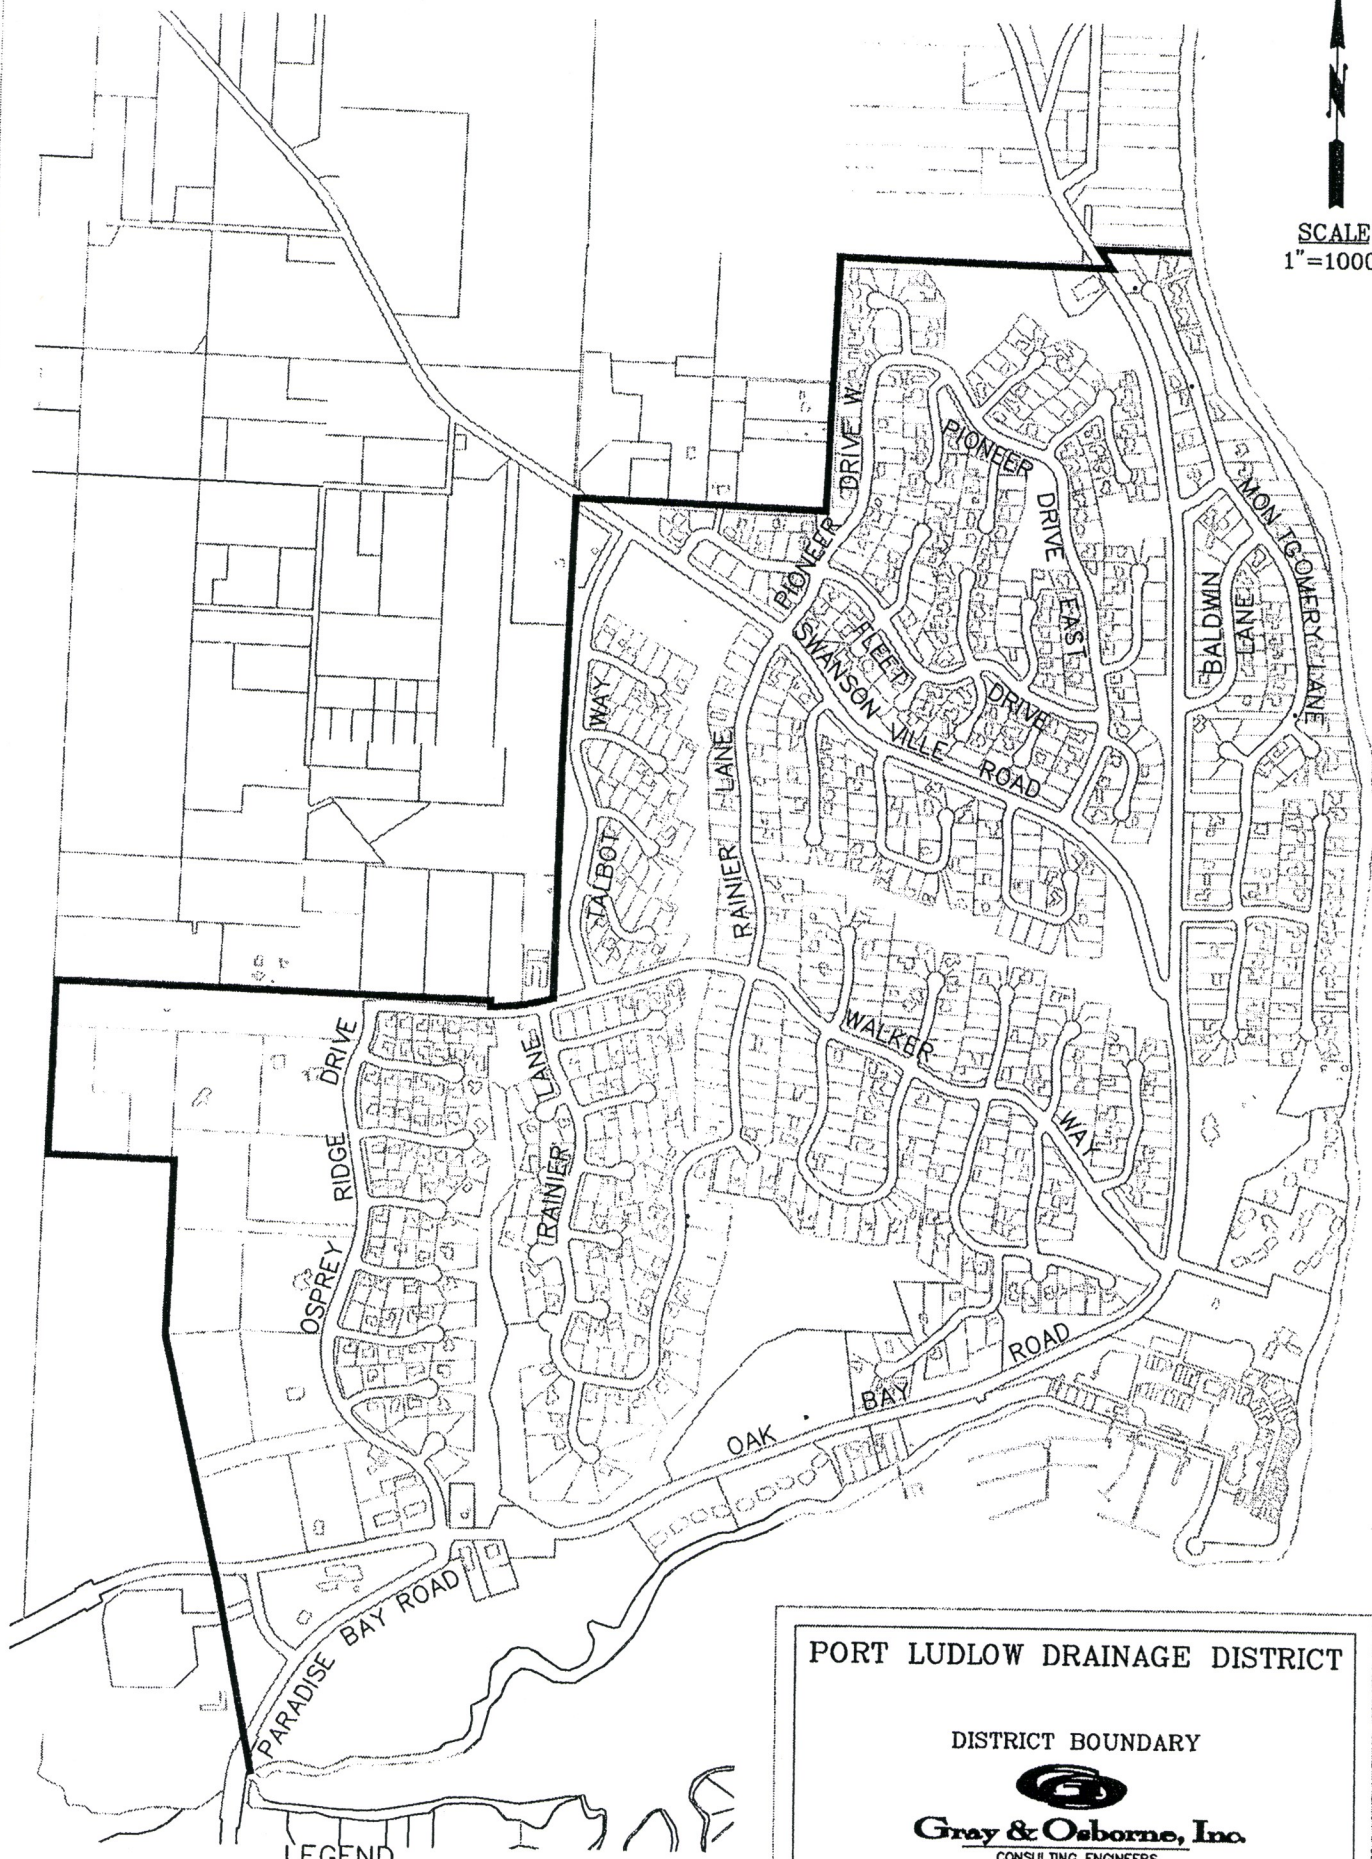 N
SCALE
1"=1000
DRIVE W.
PIONEER
PIONEER
DRIVE
EAST
MONTGOMERY LANE
BALDWIN
LANE
FLEET
DRIVE
SWANSONVILLE ROAD
WAY
TALBOT
RAINIER LANE
WALKER
WAY
OSPREY RIDGE DRIVE
RAINIER LANE
OAK BAY ROAD
PARADISE BAY ROAD
LEGEND
PORT LUDLOW DRAINAGE DISTRICT
DISTRICT BOUNDARY
Gray & Osborne, Inc.
CONSULTING ENGINEERS